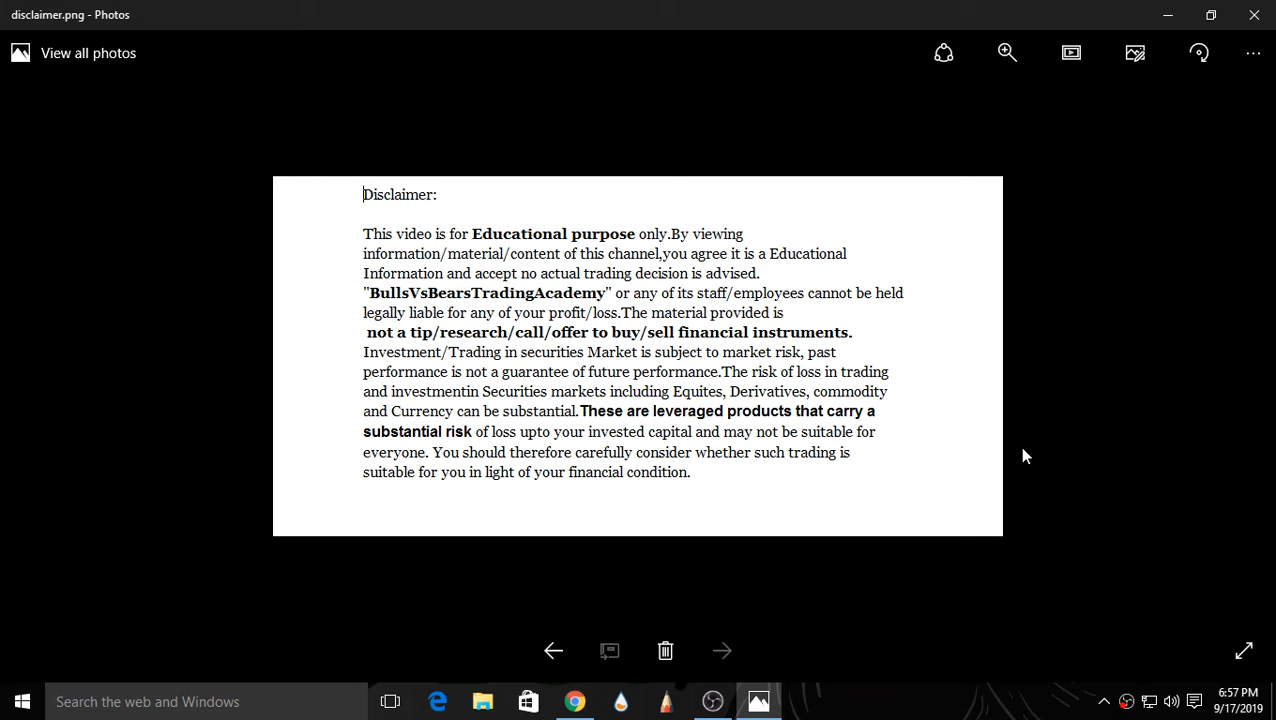 disclaimer.png - Photos
View all photos
Disclaimer:
This video is for Educational purpose only.By viewing
information/material/content of this channel,you agree it is a Educational
Information and accept no actual trading decision is advised.
"BullsVsBearsTradingAcademy" or any of its staff/employees cannot be held
legally liable for any of your profit/loss.The material provided is
not a tip/research/call/offer to buy/sell financial instruments.
Investment/Trading in securities Market is subject to market risk, past
performance is not a guarantee of future performance.The risk of loss in trading
and investmentin Securities markets including Equites, Derivatives, commodity
and Currency can be substantial.These are leveraged products that carry a
substantial risk of loss upto your invested capital and may not be suitable for
everyone. You should therefore carefully consider whether such trading is
suitable for you in light of your financial condition.
Search the web and Windows
6:57 PM
9/17/2019